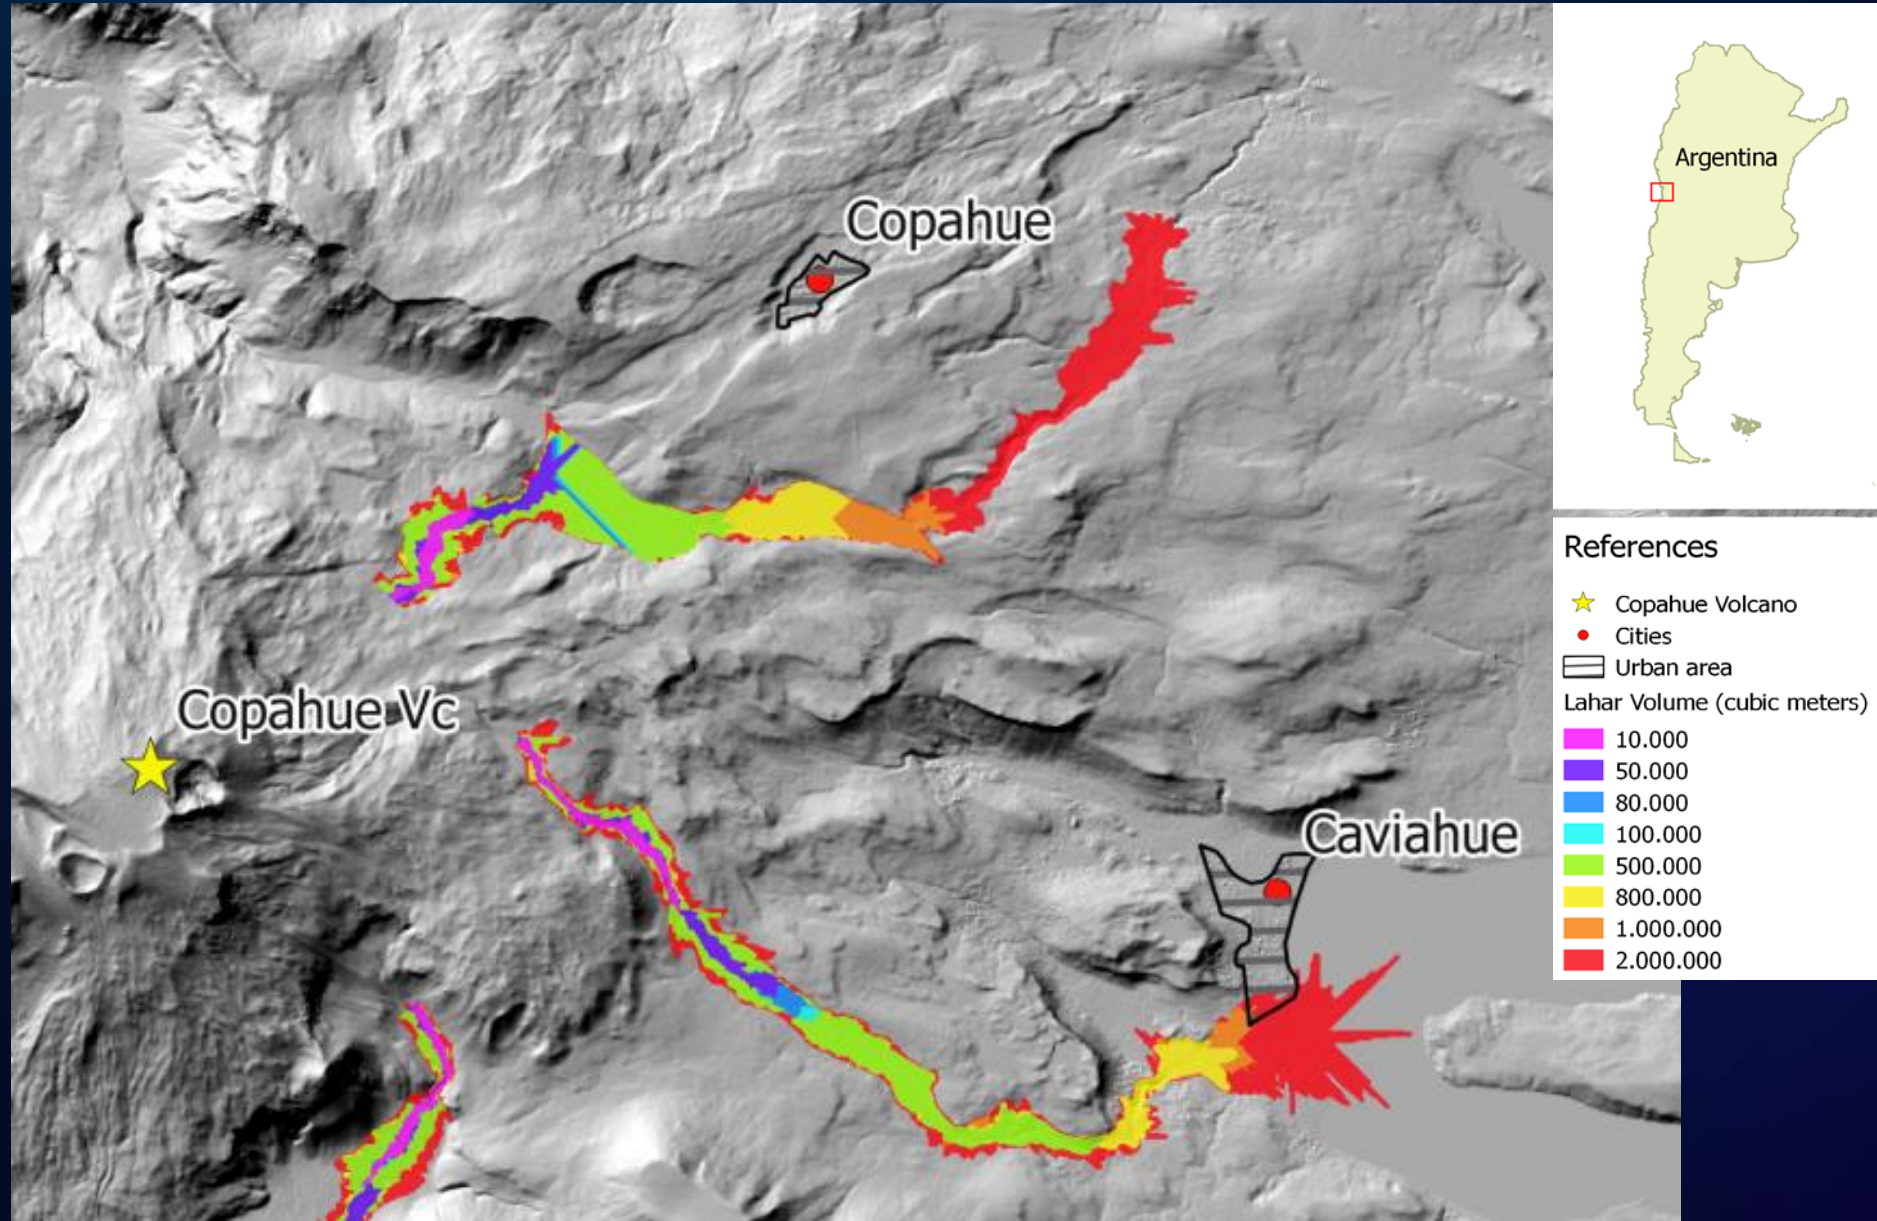 Copahue
Copahue Vc
Caviahue
Argentina
References
Copahue Volcano
Cities
Urban area
Lahar Volume (cubic meters)
10.000
50.000
80.000
100.000
500.000
800.000
1.000.000
2.000.000